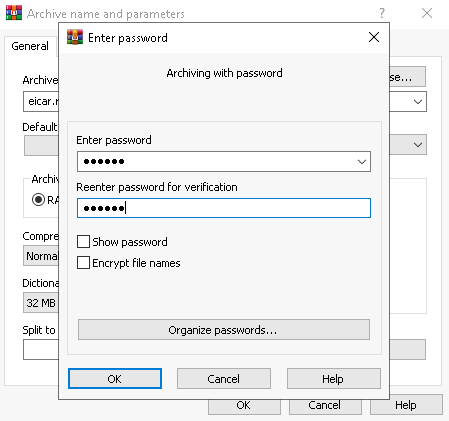 Archive name and parameters
?
Enter password
General
Archiving with password
Archive
se...
eicar.r
Enter password
Default
●●●●●●
Reenter password for verification
Archiv
●●●●●●
RA
Show password
Compre
Encrypt file names
Normal
Dictiona
32 MB
Organize passwords...
Split to
OK
Cancel
Help
OK
Cancel
Help